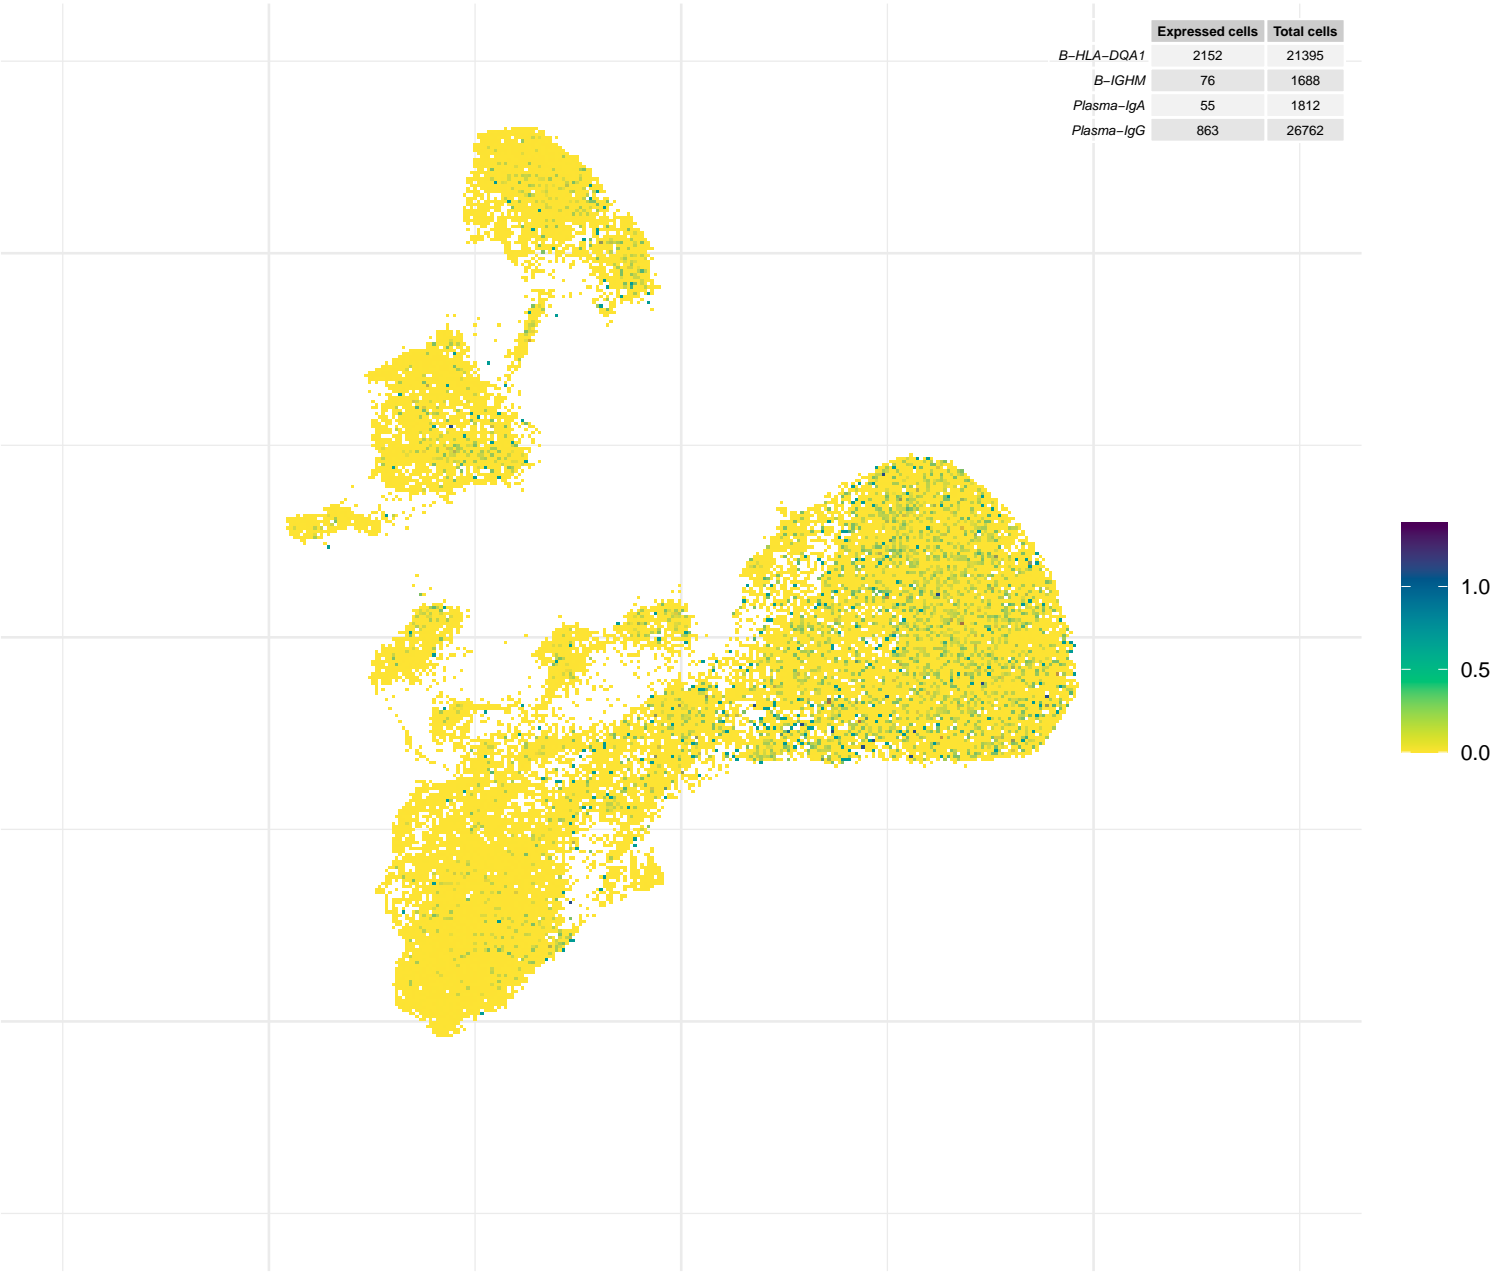 Expressed cells Total cells
B−HLA−DQA1 2152 21395
B−IGHM 76 1688
Plasma−IgA 55 1812
Plasma−IgG 863 26762
1.0
0.5
0.0